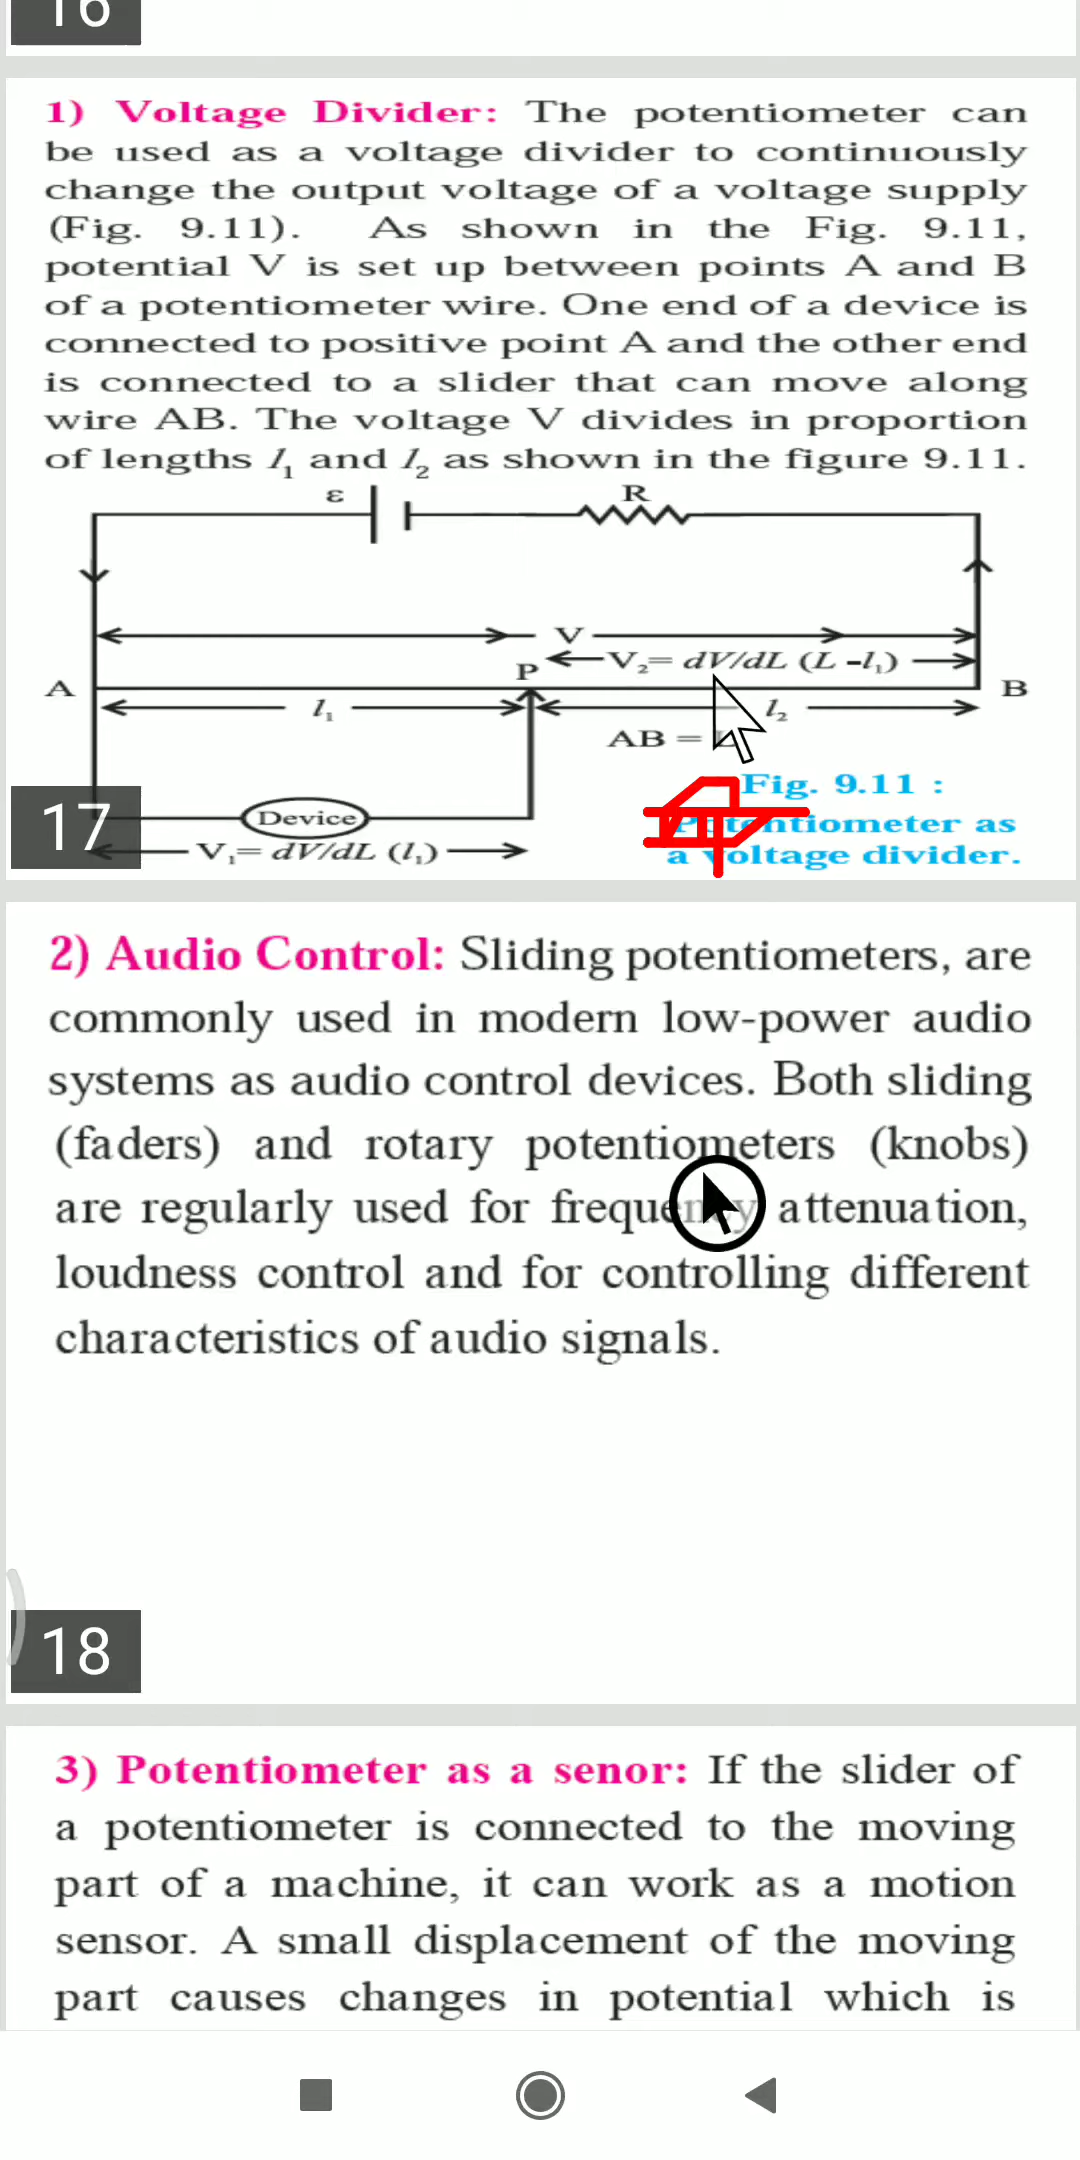 16
1) Voltage Divider: The potentiometer can
be used as a voltage divider to continuously
change the output voltage of a voltage supply
(Fig. 9.11). As shown in the Fig. 9.11,
potential V is set up between points A and B
of a potentiometer wire. One end of a device is
connected to positive point A and the other end
is connected to a slider that can move along
wire AB. The voltage V divides in proportion
of lengths l₁ and l₂ as shown in the figure 9.11.
ε R
V
P V₂= dV/dL (L -l₁)
A B
l₁ l₂
AB =
Fig. 9.11 :
Potentiometer as
a voltage divider.
Device
V₁= dV/dL (l₁)
17
2) Audio Control: Sliding potentiometers, are
commonly used in modern low-power audio
systems as audio control devices. Both sliding
(faders) and rotary potentiometers (knobs)
are regularly used for frequency attenuation,
loudness control and for controlling different
characteristics of audio signals.
18
3) Potentiometer as a senor: If the slider of
a potentiometer is connected to the moving
part of a machine, it can work as a motion
sensor. A small displacement of the moving
part causes changes in potential which is